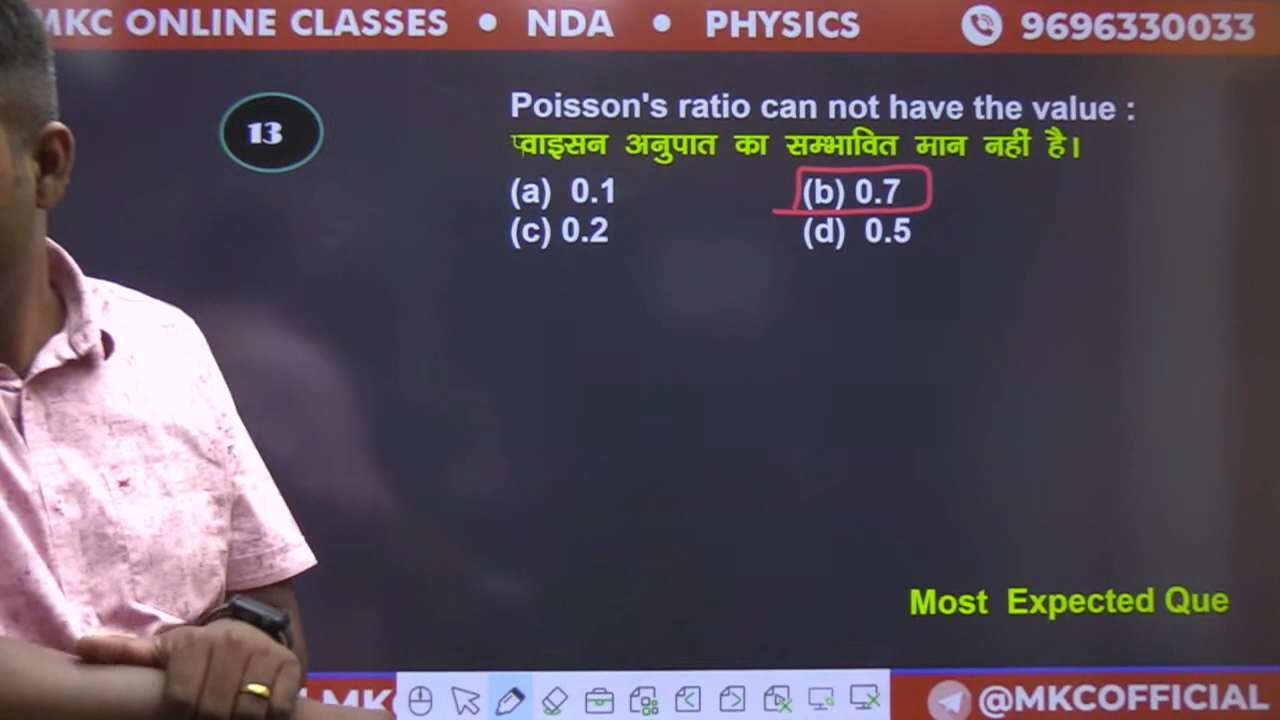 MKC ONLINE CLASSES • NDA • PHYSICS 9696330033
13
Poisson's ratio can not have the value :
प्वाइसन अनुपात का सम्भावित मान नहीं है।
(a) 0.1 (b) 0.7
(c) 0.2 (d) 0.5
Most Expected Que
MK @MKCOFFICIAL